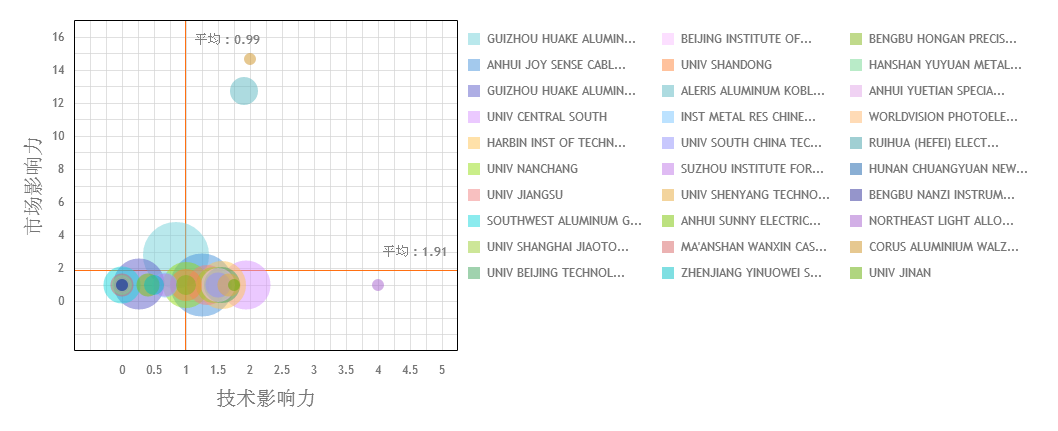 平均：0.99
平均：1.91
16
14
12
10
8
6
4
2
0
市场影响力
0 0.5 1 1.5 2 2.5 3 3.5 4 4.5 5
技术影响力
GUIZHOU HUAKE ALUMIN...
ANHUI JOY SENSE CABL...
GUIZHOU HUAKE ALUMIN...
UNIV CENTRAL SOUTH
HARBIN INST OF TECHN...
UNIV NANCHANG
UNIV JIANGSU
SOUTHWEST ALUMINUM G...
UNIV SHANGHAI JIAOTO...
UNIV BEIJING TECHNOL...
BEIJING INSTITUTE OF...
UNIV SHANDONG
ALERIS ALUMINUM KOBL...
INST METAL RES CHINE...
UNIV SOUTH CHINA TEC...
SUZHOU INSTITUTE FOR...
UNIV SHENYANG TECHNO...
ANHUI SUNNY ELECTRIC...
MA'ANSHAN WANXIN CAS...
ZHENJIANG YINUOWEI S...
BENGBU HONGAN PRECIS...
HANSHAN YUYUAN METAL...
ANHUI YUETIAN SPECIA...
WORLDVISION PHOTOELE...
RUIHUA (HEFEI) ELECT...
HUNAN CHUANGYUAN NEW...
BENGBU NANZI INSTRUM...
NORTHEAST LIGHT ALLO...
CORUS ALUMINIUM WALZ...
UNIV JINAN